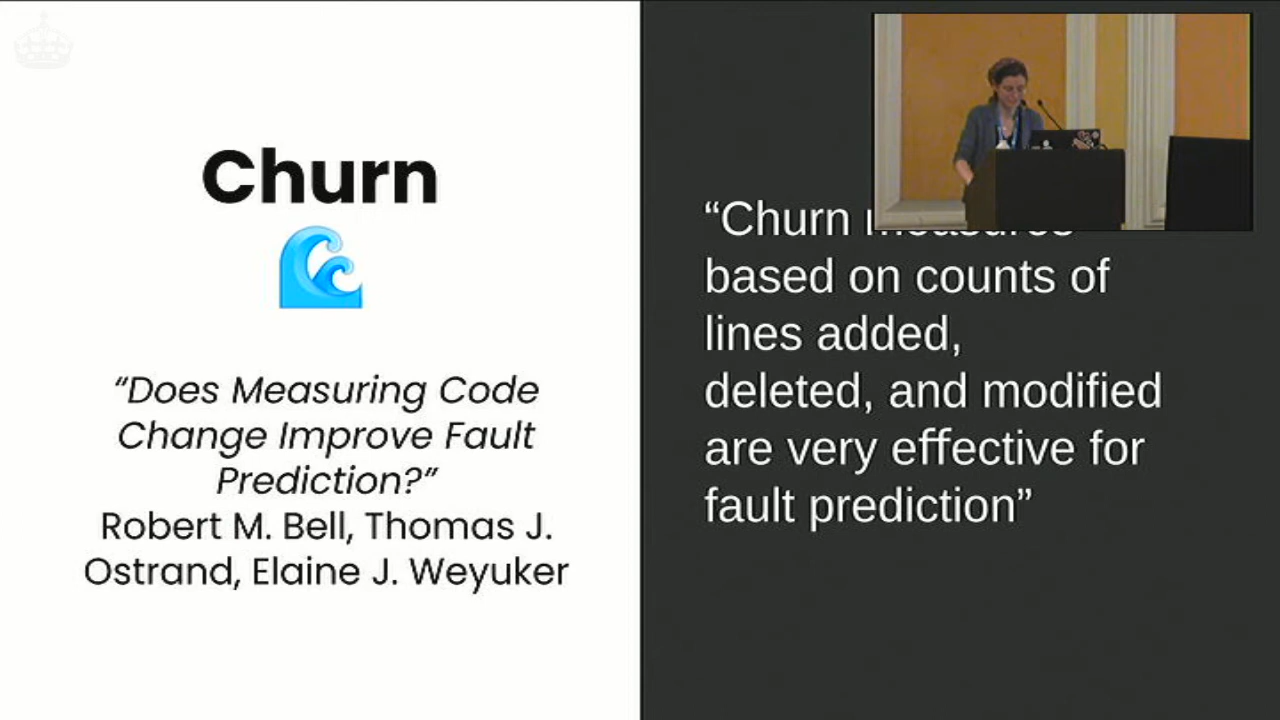 Churn
“Does Measuring Code
Change Improve Fault
Prediction?”
Robert M. Bell, Thomas J.
Ostrand, Elaine J. Weyuker
“Churn measures
based on counts of
lines added,
deleted, and modified
are very effective for
fault prediction”